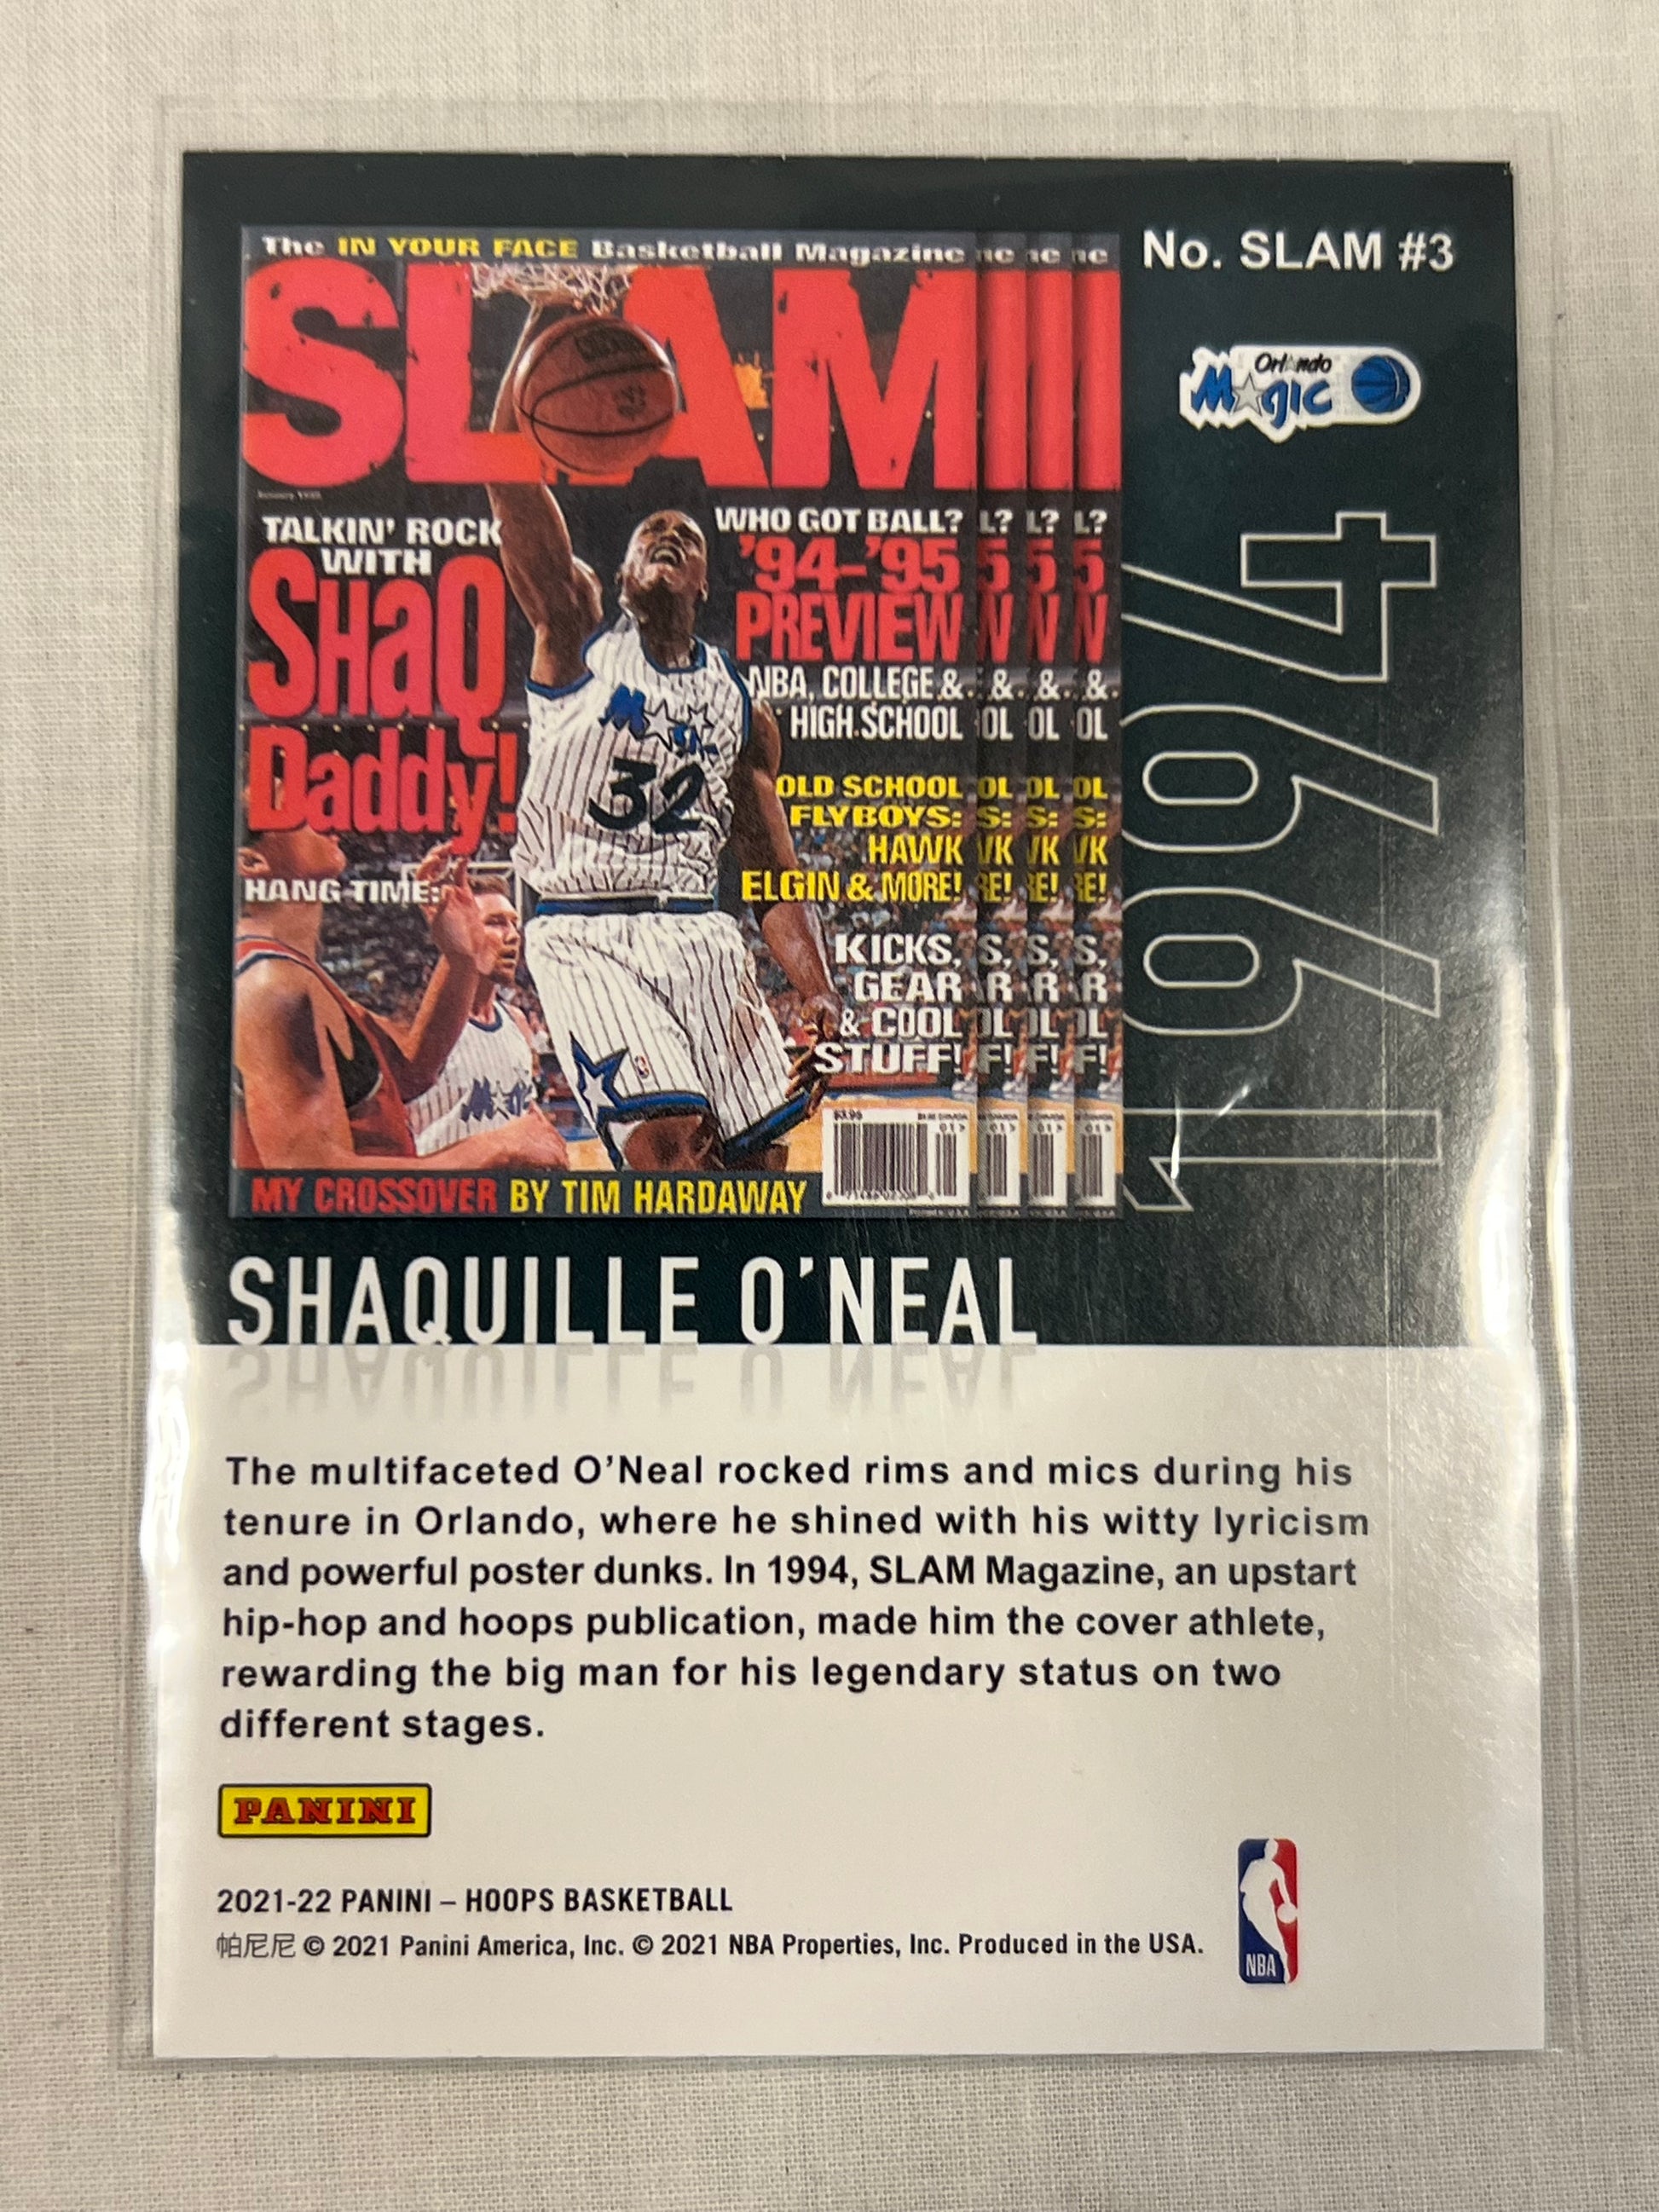 No. SLAM #3
Orlando
Magic
1994
The IN YOUR FACE Basketball Magazine
SLAM
TALKIN' ROCK
WITH
SHAQ
Daddy!
HANG TIME:
WHO GOT BALL?
'94-'95
PREVIEW
NBA, COLLEGE &
HIGH SCHOOL
OLD SCHOOL
FLYBOYS:
HAWK
ELGIN & MORE!
KICKS,
GEAR
& COOL
STUFF!
32
MY CROSSOVER BY TIM HARDAWAY
SHAQUILLE O'NEAL
The multifaceted O'Neal rocked rims and mics during his
tenure in Orlando, where he shined with his witty lyricism
and powerful poster dunks. In 1994, SLAM Magazine, an upstart
hip-hop and hoops publication, made him the cover athlete,
rewarding the big man for his legendary status on two
different stages.
PANINI
2021-22 PANINI – HOOPS BASKETBALL
帕尼尼 © 2021 Panini America, Inc. © 2021 NBA Properties, Inc. Produced in the USA.
NBA